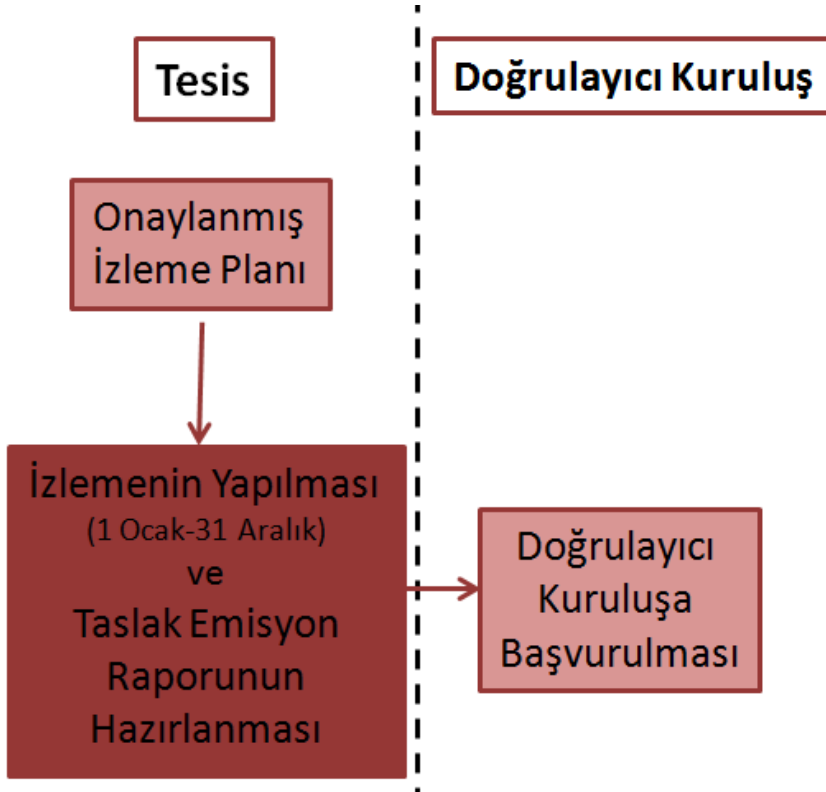 Tesis
Doğrulayıcı Kuruluş
Onaylanmış
İzleme Planı
İzlemenin Yapılması
(1 Ocak-31 Aralık)
ve
Taslak Emisyon
Raporunun
Hazırlanması
Doğrulayıcı
Kuruluşa
Başvurulması